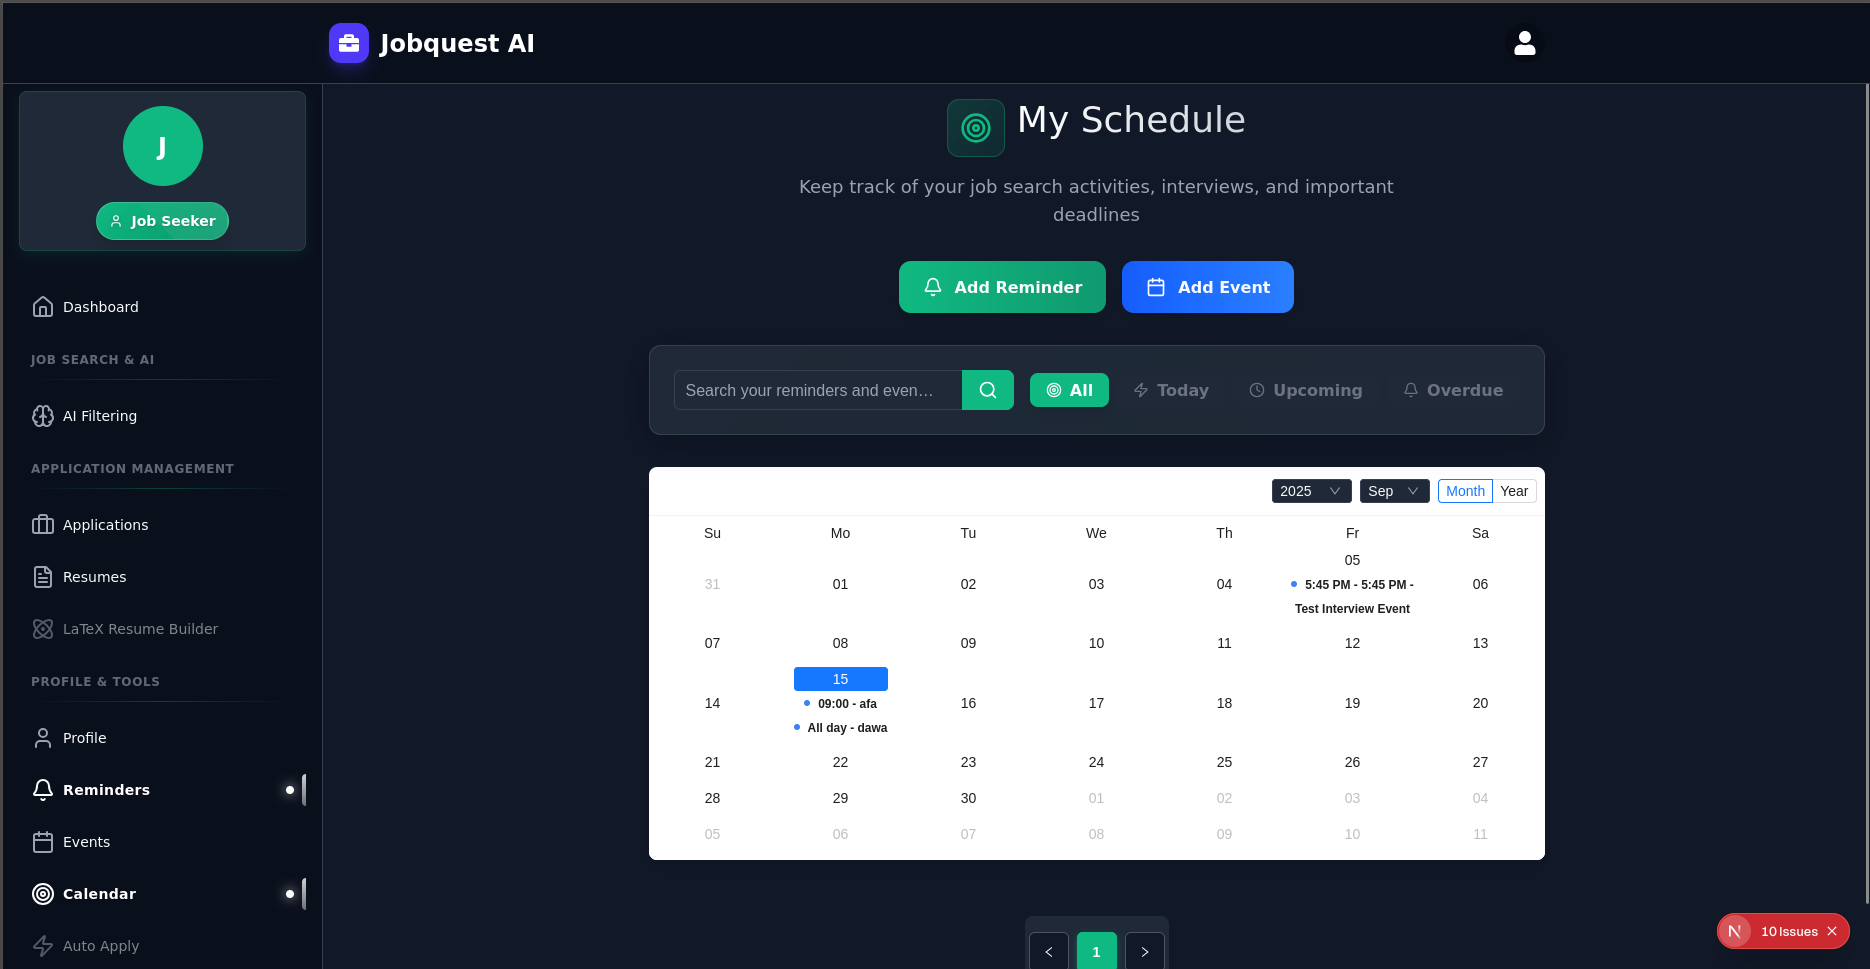 Jobquest AI
J
Job Seeker
Dashboard
JOB SEARCH & AI
AI Filtering
APPLICATION MANAGEMENT
Applications
Resumes
LaTeX Resume Builder
PROFILE & TOOLS
Profile
Reminders
Events
Calendar
Auto Apply
My Schedule
Keep track of your job search activities, interviews, and important
deadlines
Add Reminder Add Event
Search your reminders and even… All Today Upcoming Overdue
2025 Sep Month Year
Su Mo Tu We Th Fr Sa
31 01 02 03 04 05 06
5:45 PM - 5:45 PM -
Test Interview Event
07 08 09 10 11 12 13
14 15 16 17 18 19 20
09:00 - afa
All day - dawa
21 22 23 24 25 26 27
28 29 30 01 02 03 04
05 06 07 08 09 10 11
< 1 >
N 10 Issues